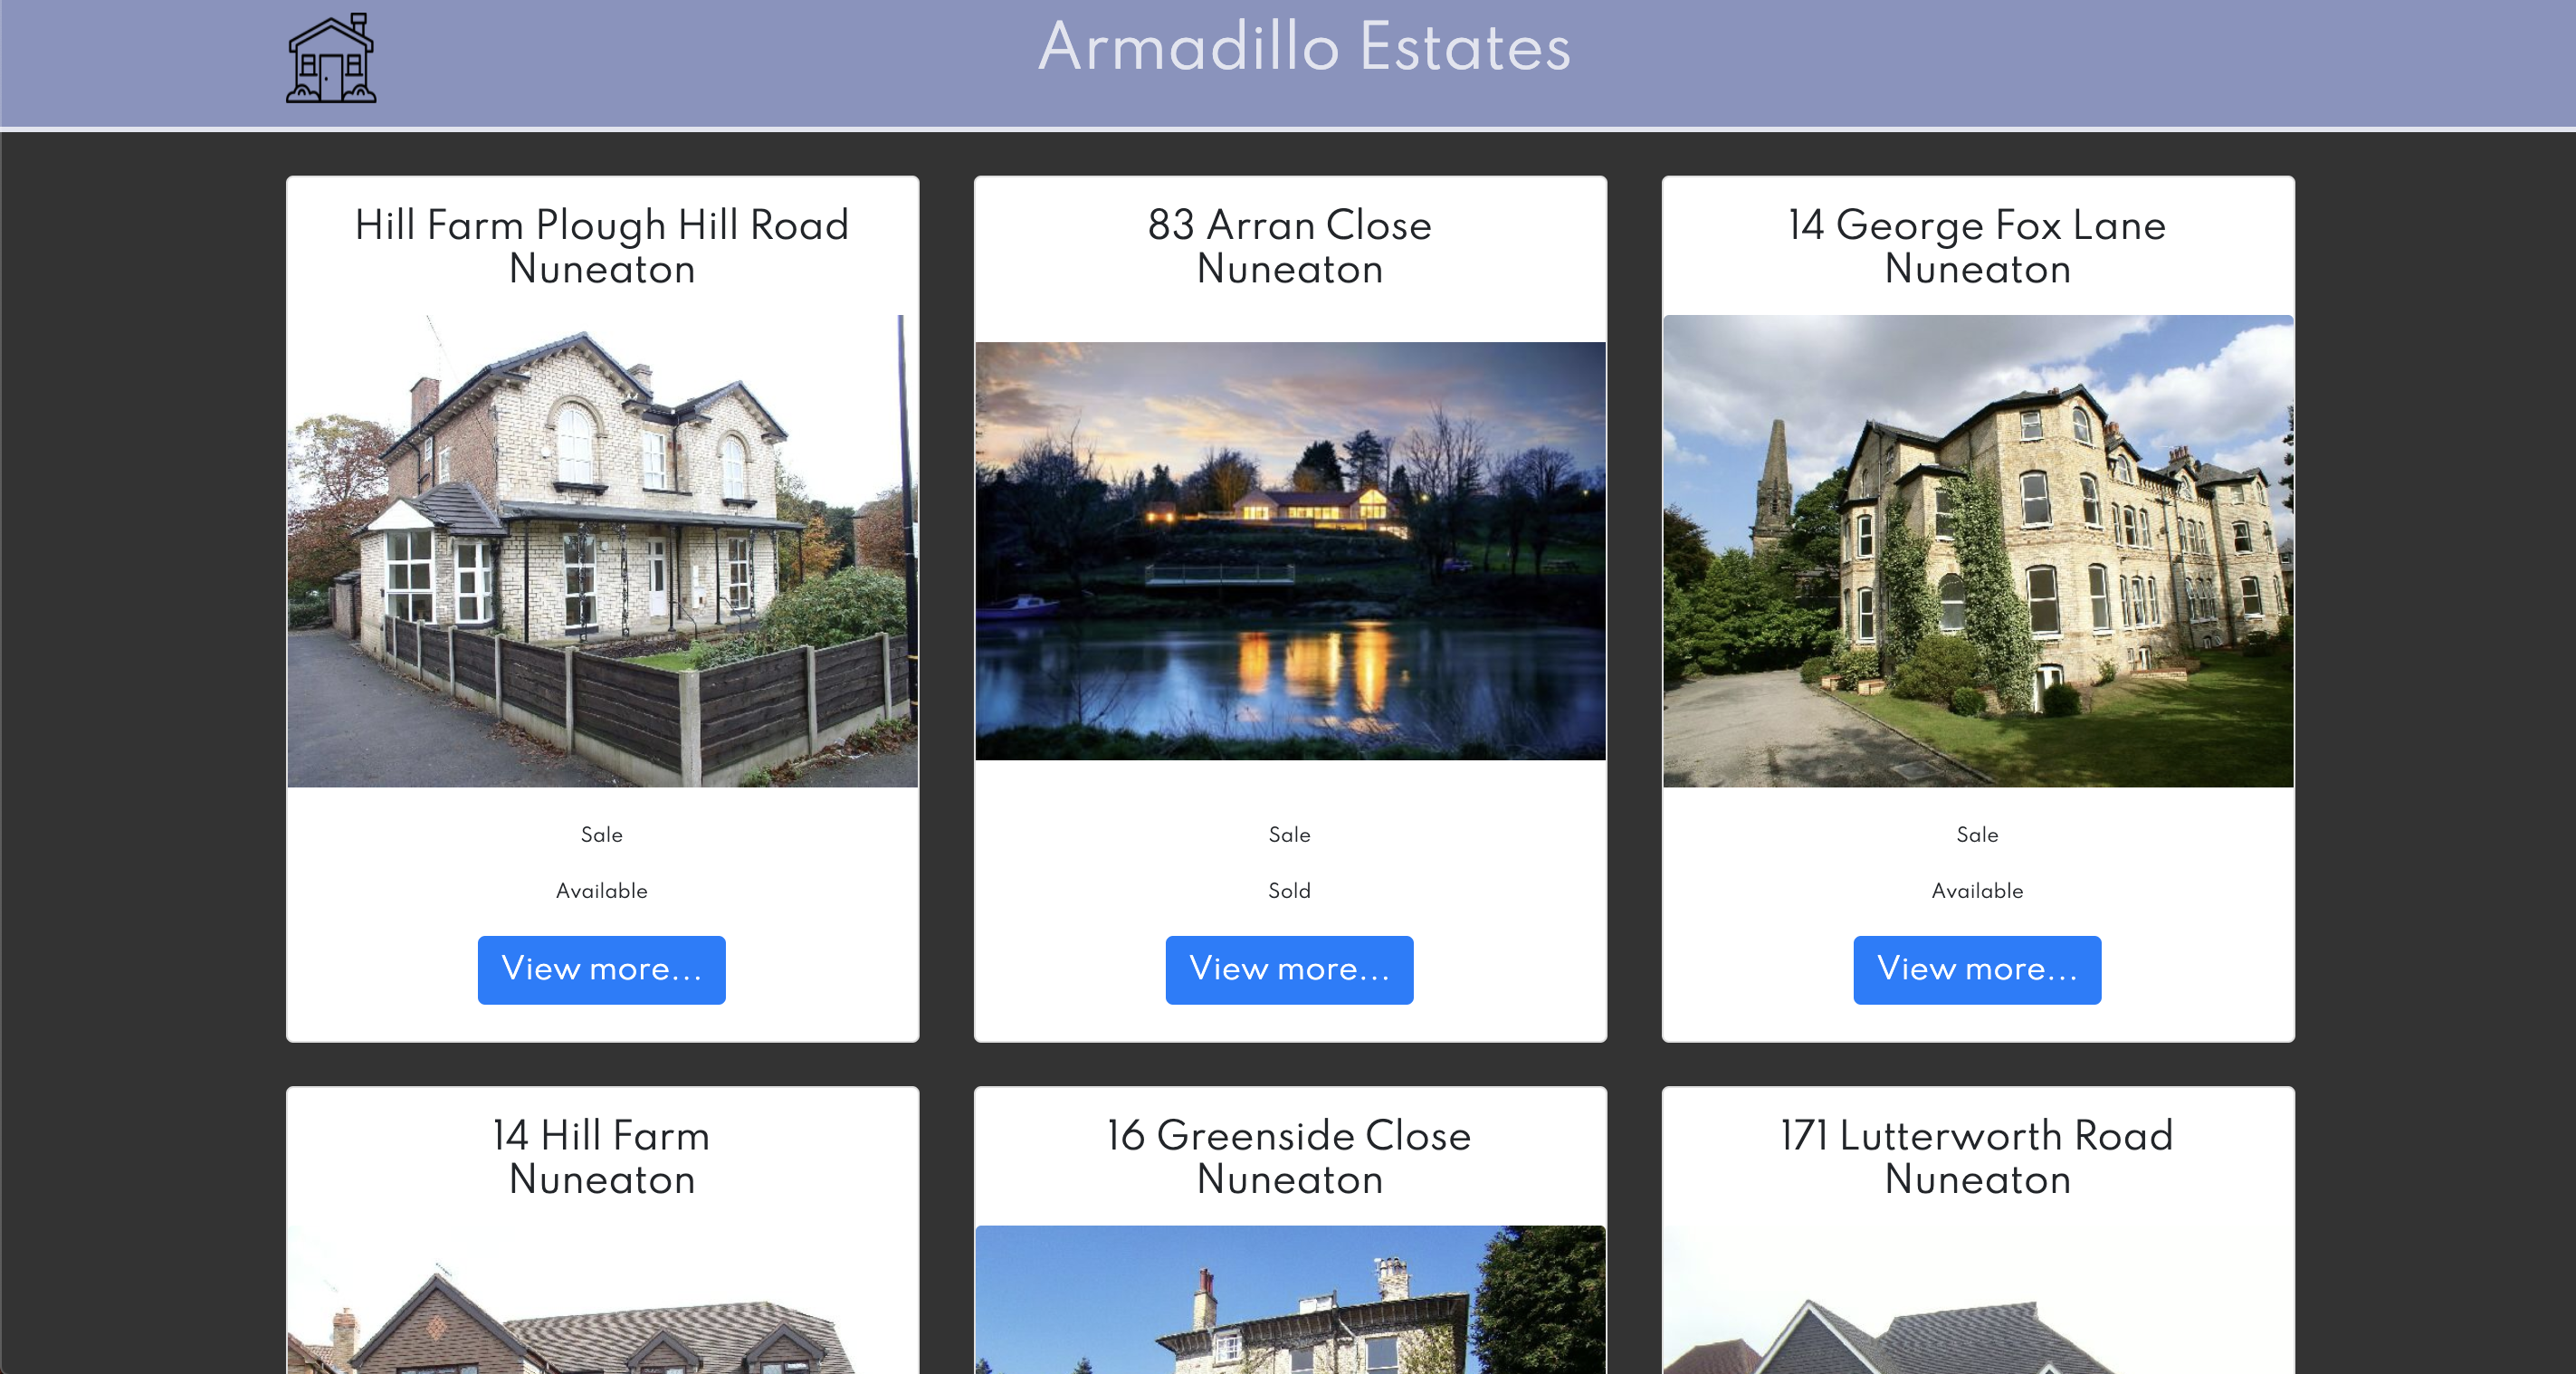 Armadillo Estates
Hill Farm Plough Hill Road
Nuneaton
83 Arran Close
Nuneaton
14 George Fox Lane
Nuneaton
Sale
Sale
Sale
Available
Sold
Available
View more...
View more...
View more...
14 Hill Farm
Nuneaton
16 Greenside Close
Nuneaton
171 Lutterworth Road
Nuneaton